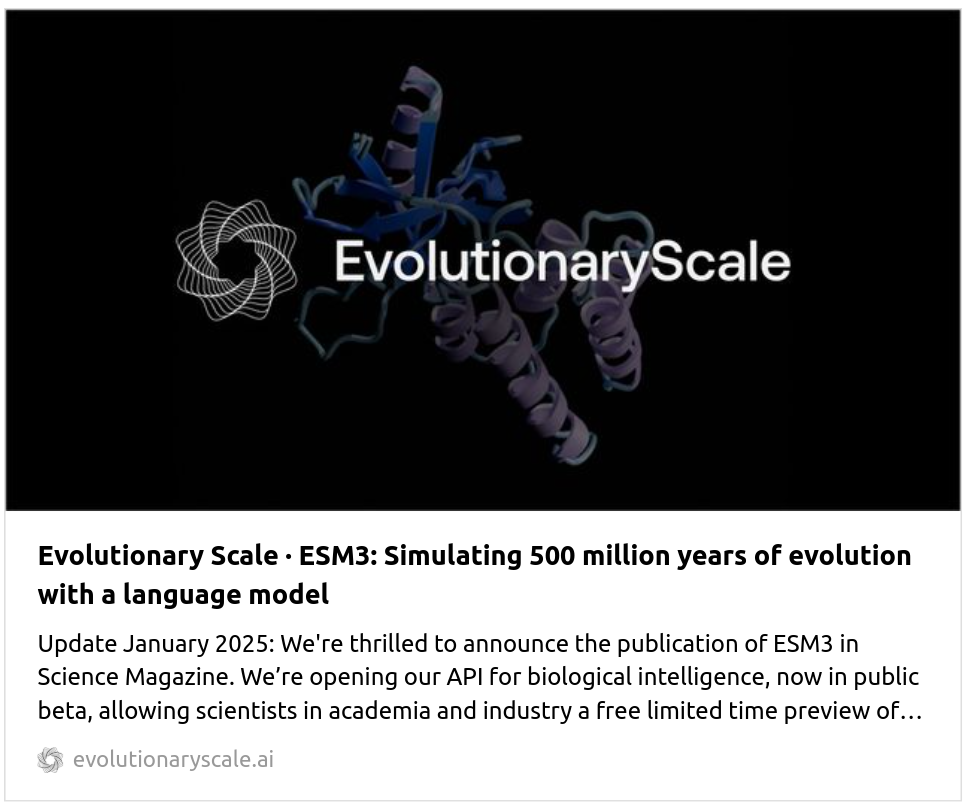 EvolutionaryScale
Evolutionary Scale · ESM3: Simulating 500 million years of evolution
with a language model
Update January 2025: We're thrilled to announce the publication of ESM3 in
Science Magazine. We’re opening our API for biological intelligence, now in public
beta, allowing scientists in academia and industry a free limited time preview of…
evolutionaryscale.ai